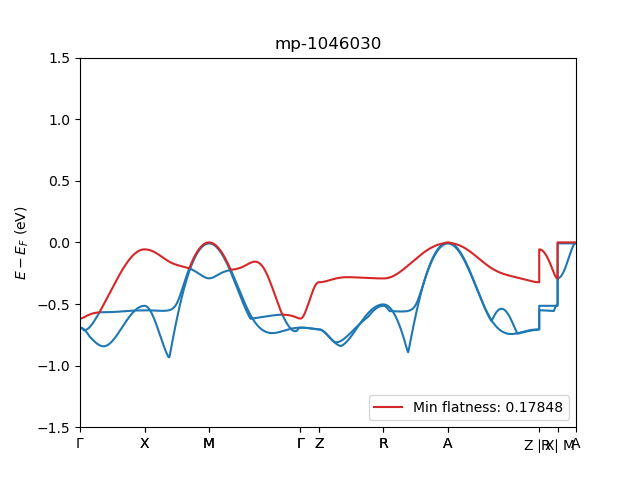 mp-1046030
E − E_F (eV)
1.5
1.0
0.5
0.0
−0.5
−1.0
−1.5
Min flatness: 0.17848
Γ X M Γ Z R A Z | R X | M A